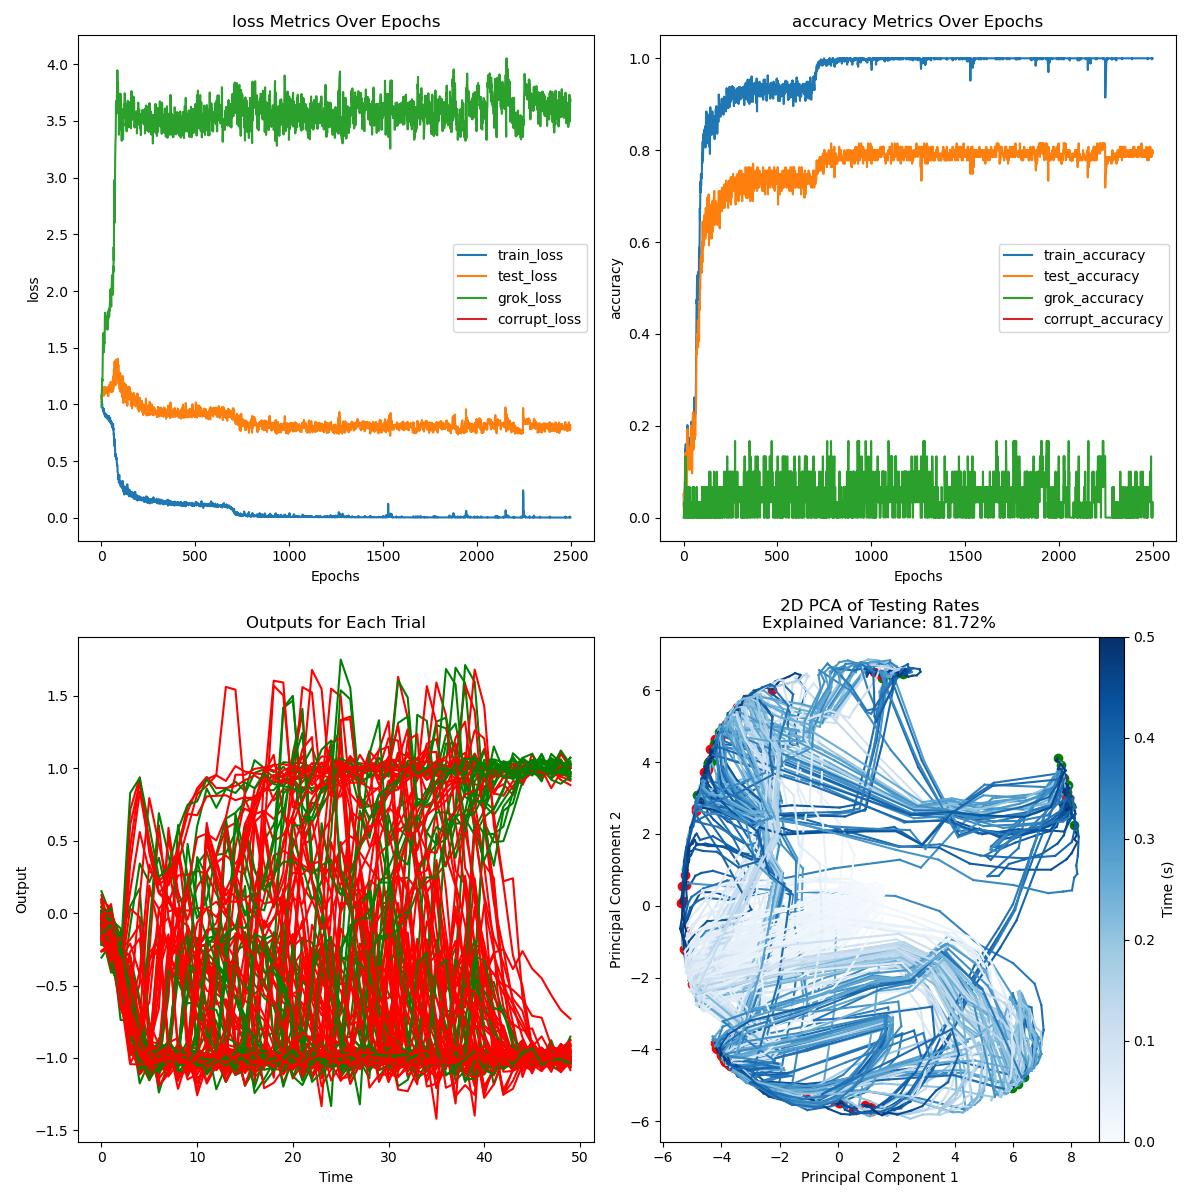 loss Metrics Over Epochs
4.0
3.5
3.0
2.5
2.0
1.5
1.0
0.5
0.0
loss
train_loss
test_loss
grok_loss
corrupt_loss
0 500 1000 1500 2000 2500
Epochs
accuracy Metrics Over Epochs
1.0
0.8
0.6
0.4
0.2
0.0
accuracy
train_accuracy
test_accuracy
grok_accuracy
corrupt_accuracy
0 500 1000 1500 2000 2500
Epochs
Outputs for Each Trial
1.5
1.0
0.5
0.0
−0.5
−1.0
−1.5
Output
0 10 20 30 40 50
Time
2D PCA of Testing Rates
Explained Variance: 81.72%
6
4
2
0
−2
−4
−6
Principal Component 2
−6 −4 −2 0 2 4 6 8
Principal Component 1
0.5
0.4
0.3
0.2
0.1
0.0
Time (s)